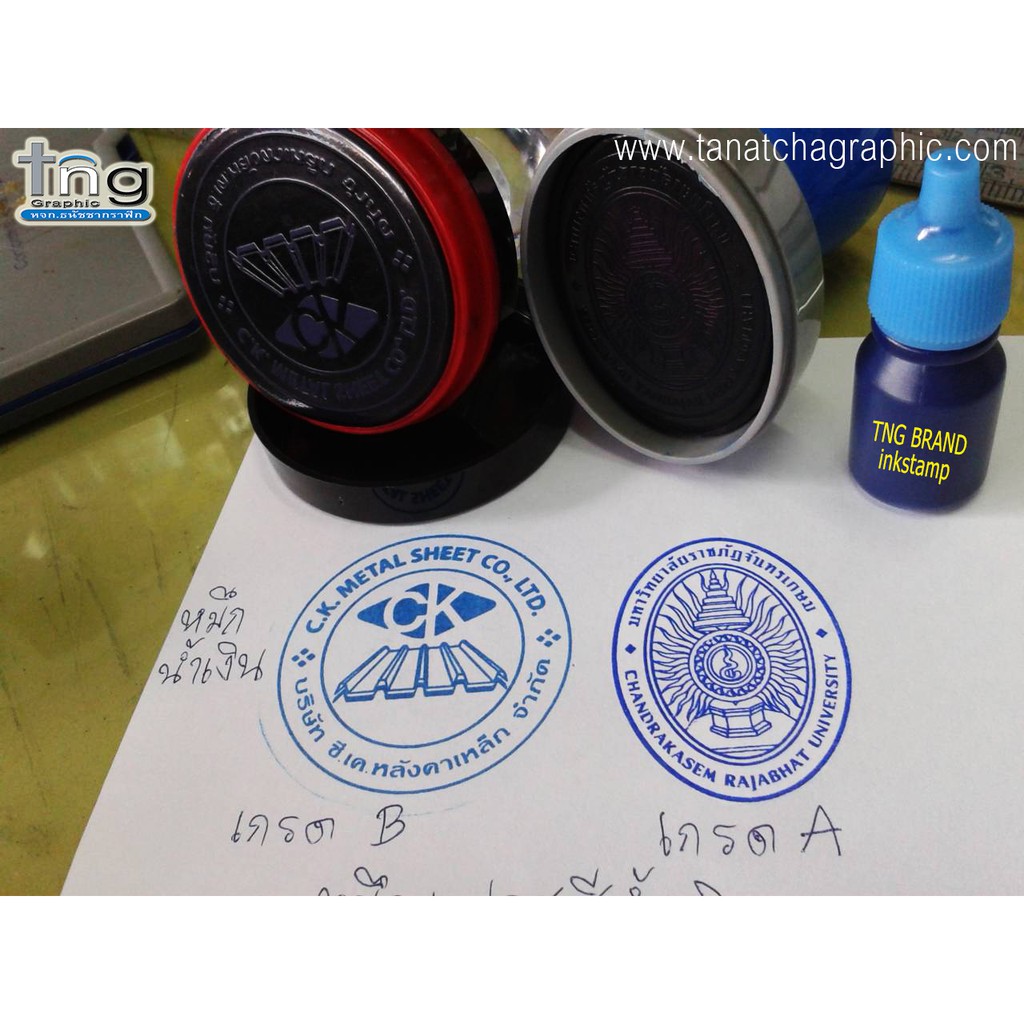 www.tanatchagraphic.com
tng
Graphic
หจก.ธนัชชากราฟิก
TNG BRAND
inkstamp
C.K. METAL SHEET CO., LTD.
CK
บริษัท ซี.เค.หลังคาเหล็ก จำกัด
มหาวิทยาลัยราชภัฏจันทรเกษม
CHANDRAKASEM RAJABHAT UNIVERSITY
หมึก
น้ำเงิน
เกรด B
เกรด A